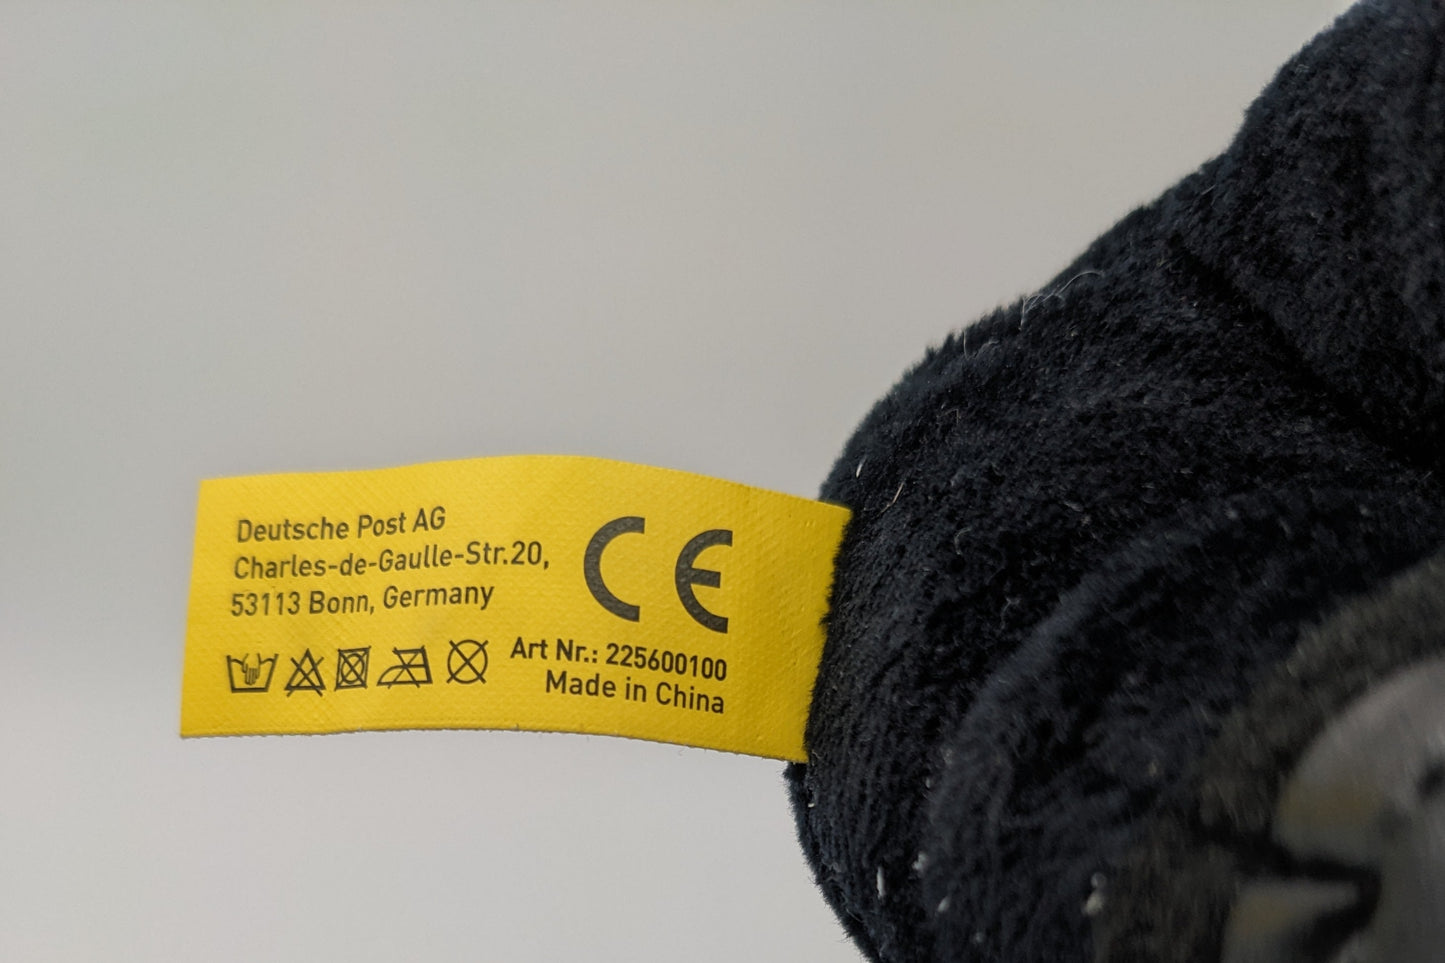 Deutsche Post AG
Charles-de-Gaulle-Str.20,
53113 Bonn, Germany
CE
Art Nr.: 225600100
Made in China